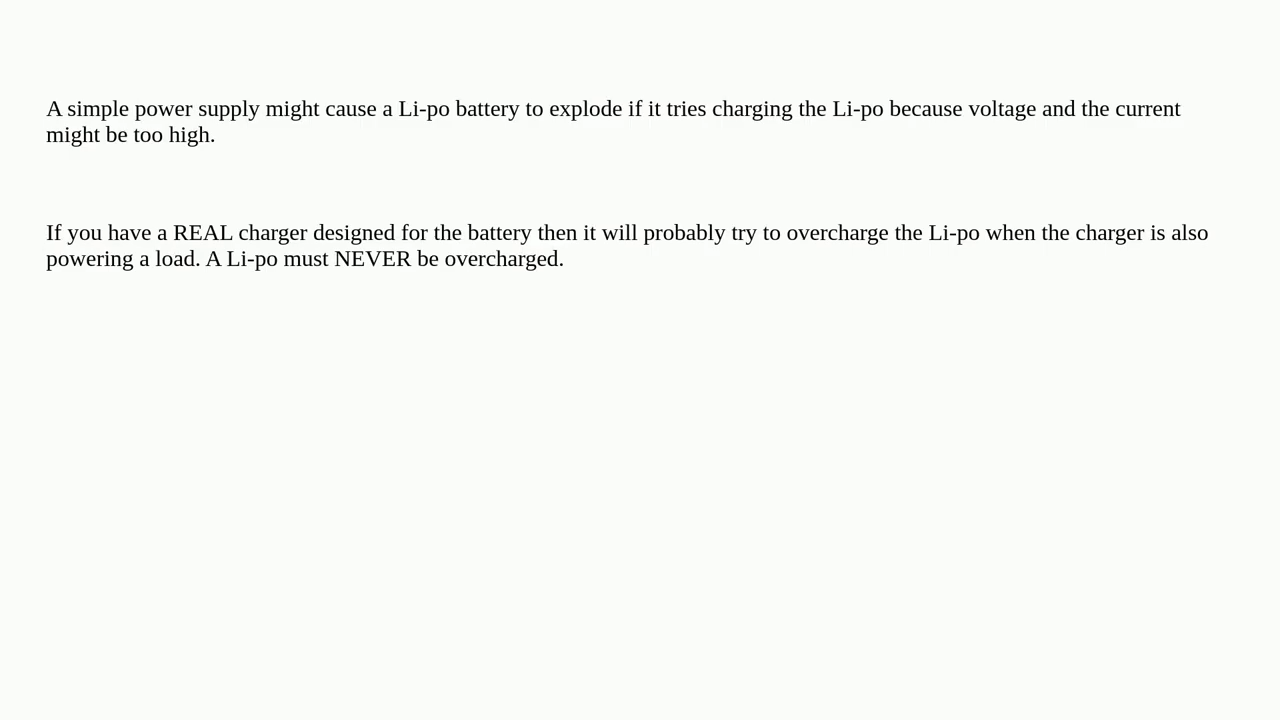 A simple power supply might cause a Li-po battery to explode if it tries charging the Li-po because voltage and the current
might be too high.
If you have a REAL charger designed for the battery then it will probably try to overcharge the Li-po when the charger is also
powering a load. A Li-po must NEVER be overcharged.